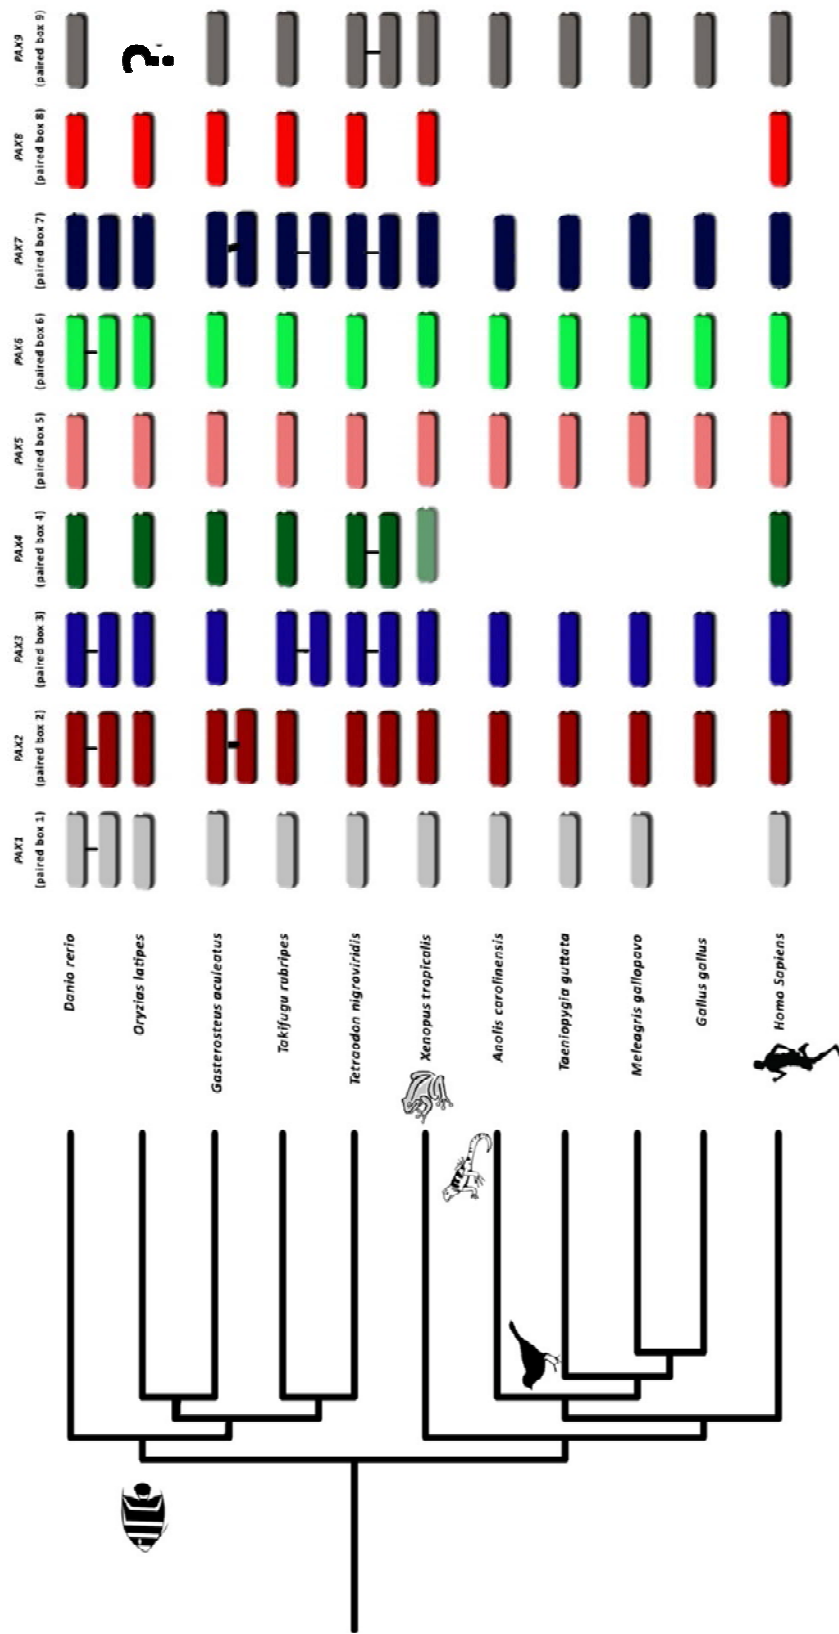 PAX1
(paired box 1)
PAX2
(paired box 2)
PAX3
(paired box 3)
PAX4
(paired box 4)
PAX5
(paired box 5)
PAX6
(paired box 6)
PAX7
(paired box 7)
PAX8
(paired box 8)
PAX9
(paired box 9)
Danio rerio
Oryzias latipes
?
Gasterosteus aculeatus
Takifugu rubripes
Tetraodon nigroviridis
Xenopus tropicalis
Anolis carolinensis
Taeniopygia guttata
Meleagris gallopavo
Gallus gallus
Homo Sapiens